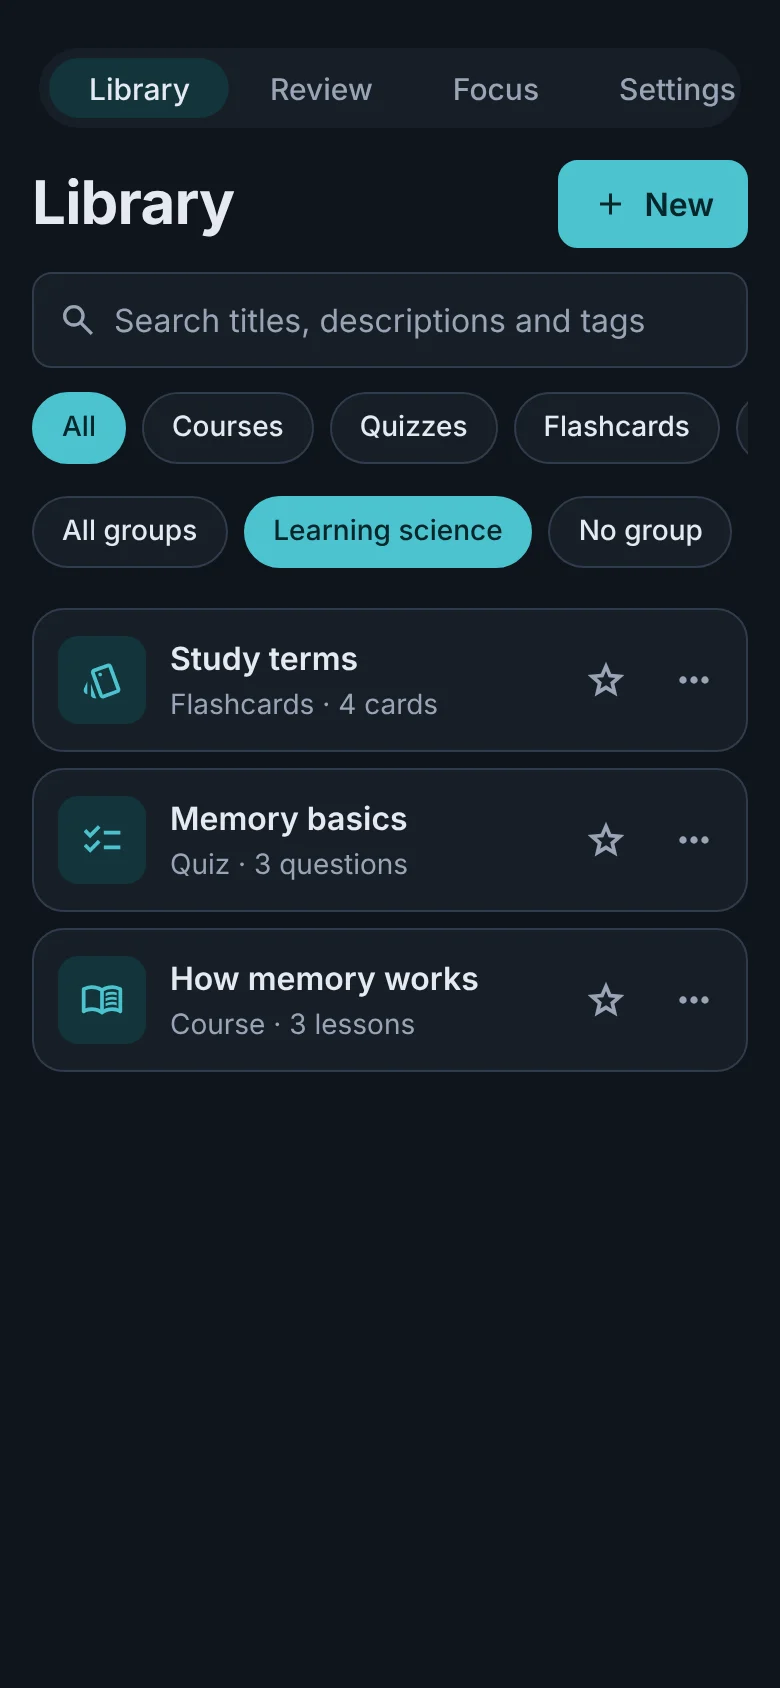 Library Review Focus Settings
Library
+ New
Search titles, descriptions and tags
All Courses Quizzes Flashcards
All groups Learning science No group
Study terms
Flashcards · 4 cards
Memory basics
Quiz · 3 questions
How memory works
Course · 3 lessons